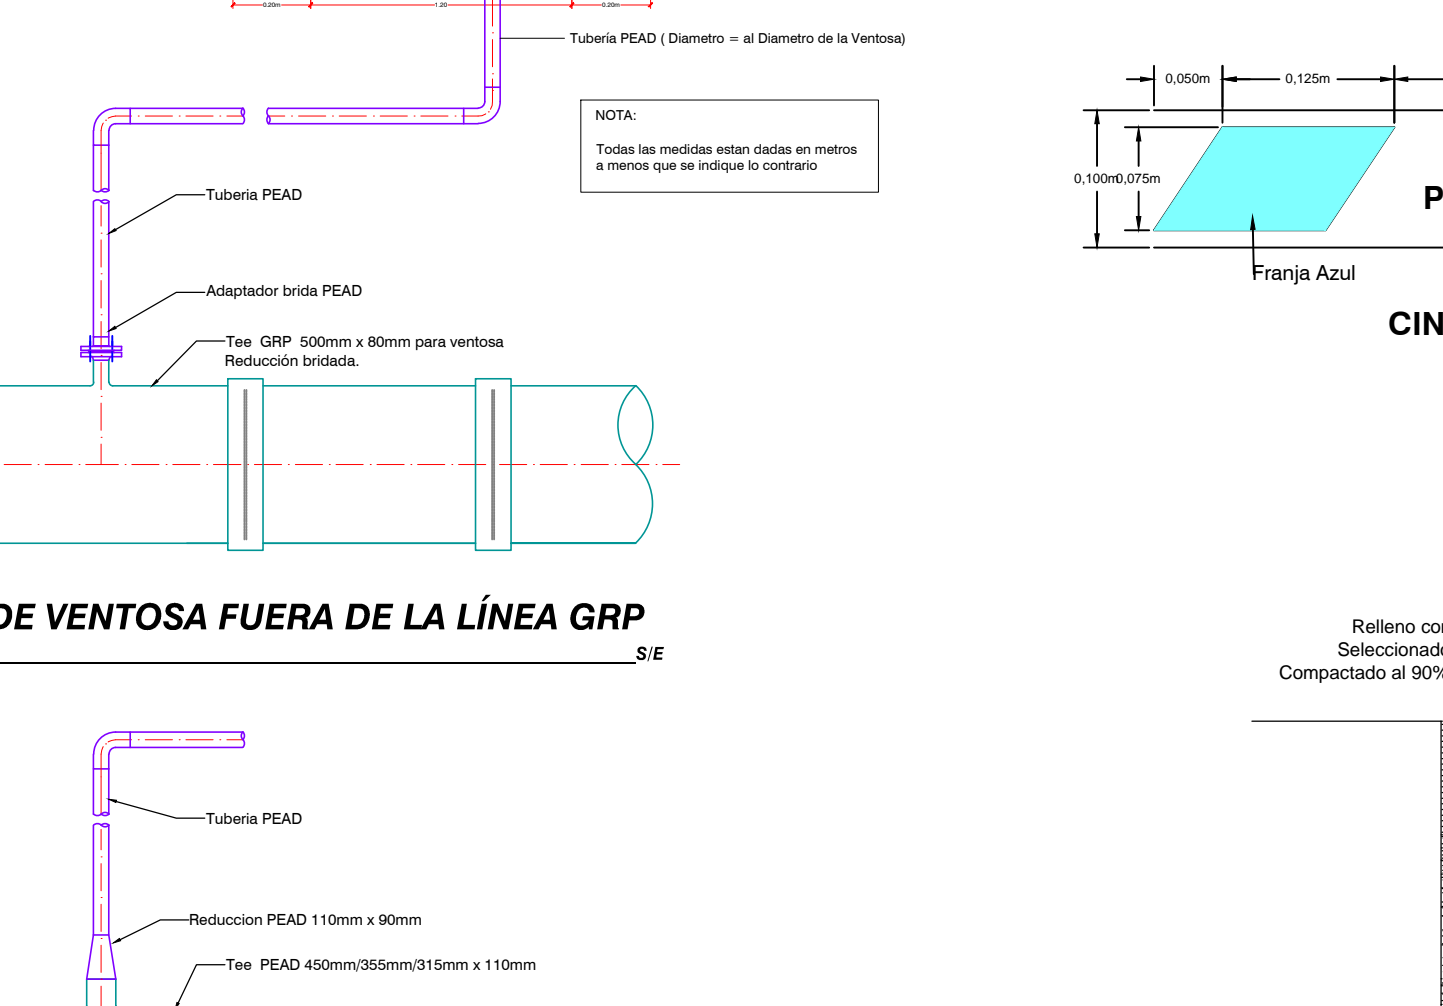 0.20m
1.20
0.20m
Tubería PEAD ( Diametro = al Diametro de la Ventosa)
NOTA:
Todas las medidas estan dadas en metros
a menos que se indique lo contrario
Tuberia PEAD
Adaptador brida PEAD
Tee GRP 500mm x 80mm para ventosa
Reducción bridada.
DE VENTOSA FUERA DE LA LÍNEA GRP
S/E
Tuberia PEAD
Reduccion PEAD 110mm x 90mm
Tee PEAD 450mm/355mm/315mm x 110mm
0,050m
0,125m
0,100m
0,075m
P
Franja Azul
CIN
Relleno con
Seleccionado
Compactado al 90%